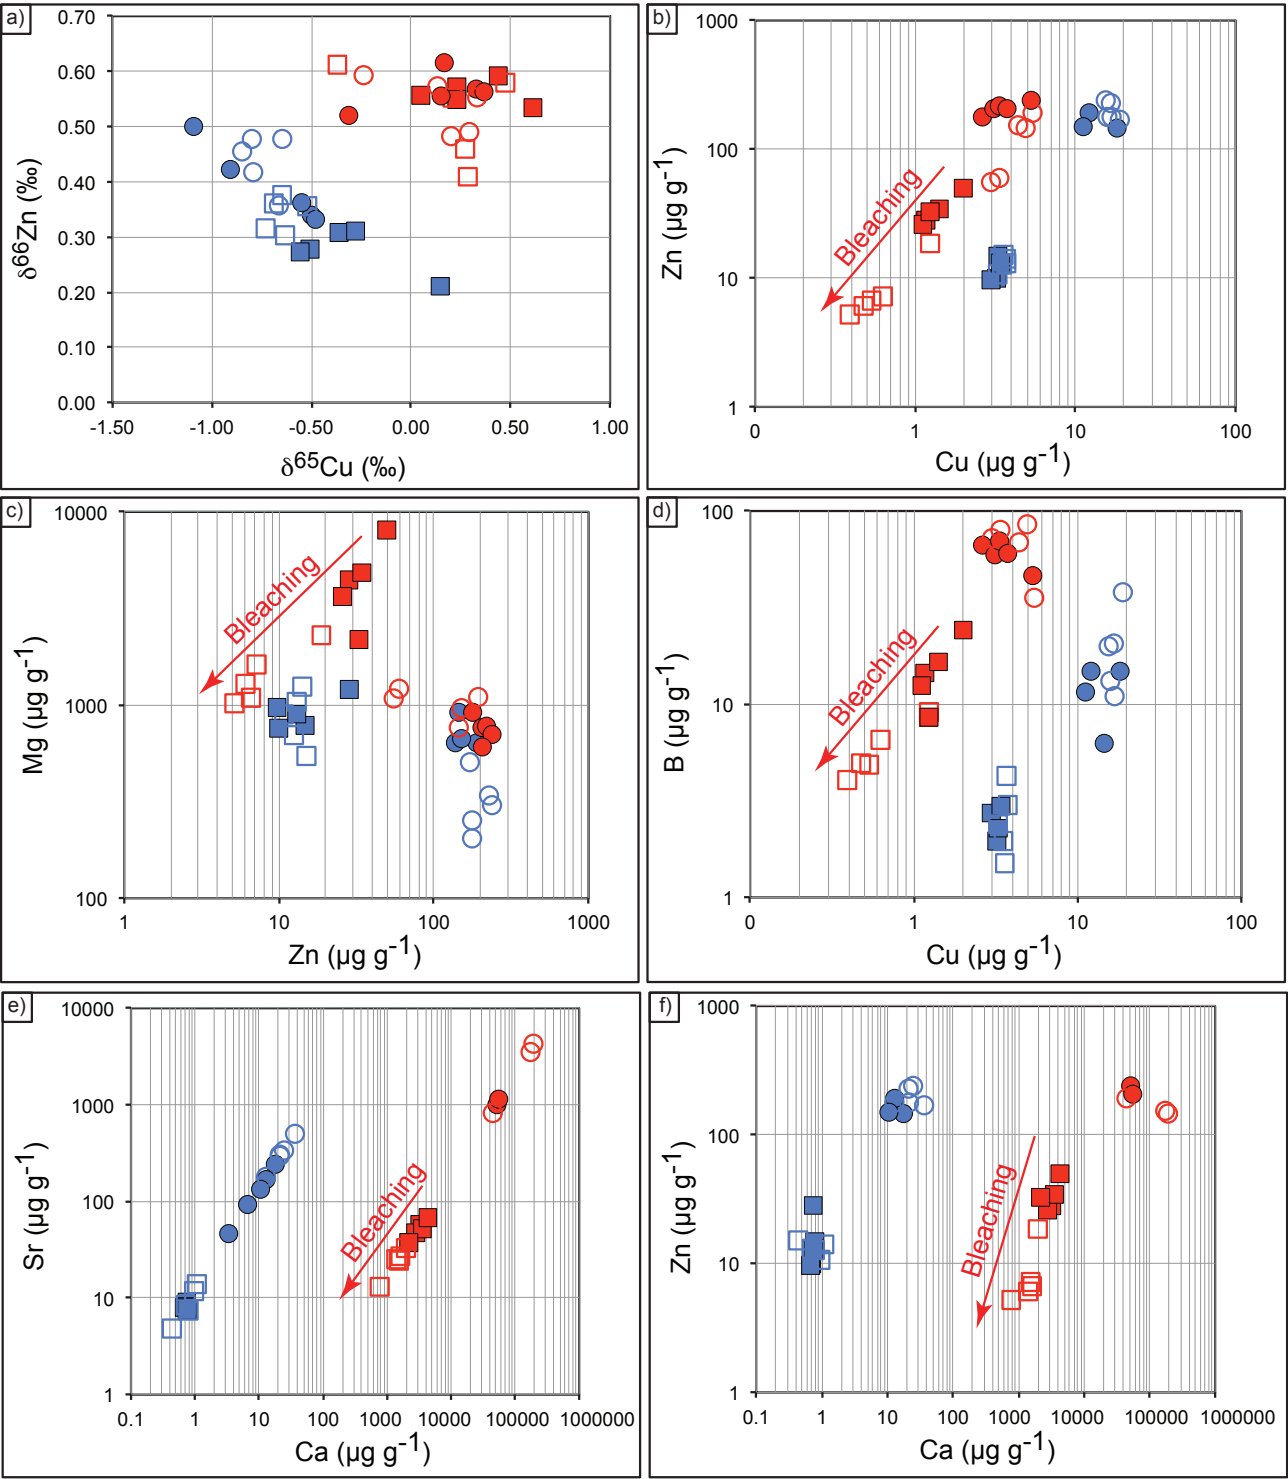 a)
0.70
0.60
0.50
0.40
0.30
0.20
0.10
0.00
-1.50 -1.00 -0.50 0.00 0.50 1.00
δ66Zn (‰)
δ65Cu (‰)
b)
1000
100
10
1
0 1 10 100
Zn (µg g-1)
Cu (µg g-1)
Bleaching
c)
10000
1000
100
1 10 100 1000
Mg (µg g-1)
Zn (µg g-1)
Bleaching
d)
100
10
1
0 1 10 100
B (µg g-1)
Cu (µg g-1)
Bleaching
e)
10000
1000
100
10
1
0.1 1 10 100 1000 10000 100000 1000000
Sr (µg g-1)
Ca (µg g-1)
Bleaching
f)
1000
100
10
1
0.1 1 10 100 1000 10000 100000 1000000
Zn (µg g-1)
Ca (µg g-1)
Bleaching